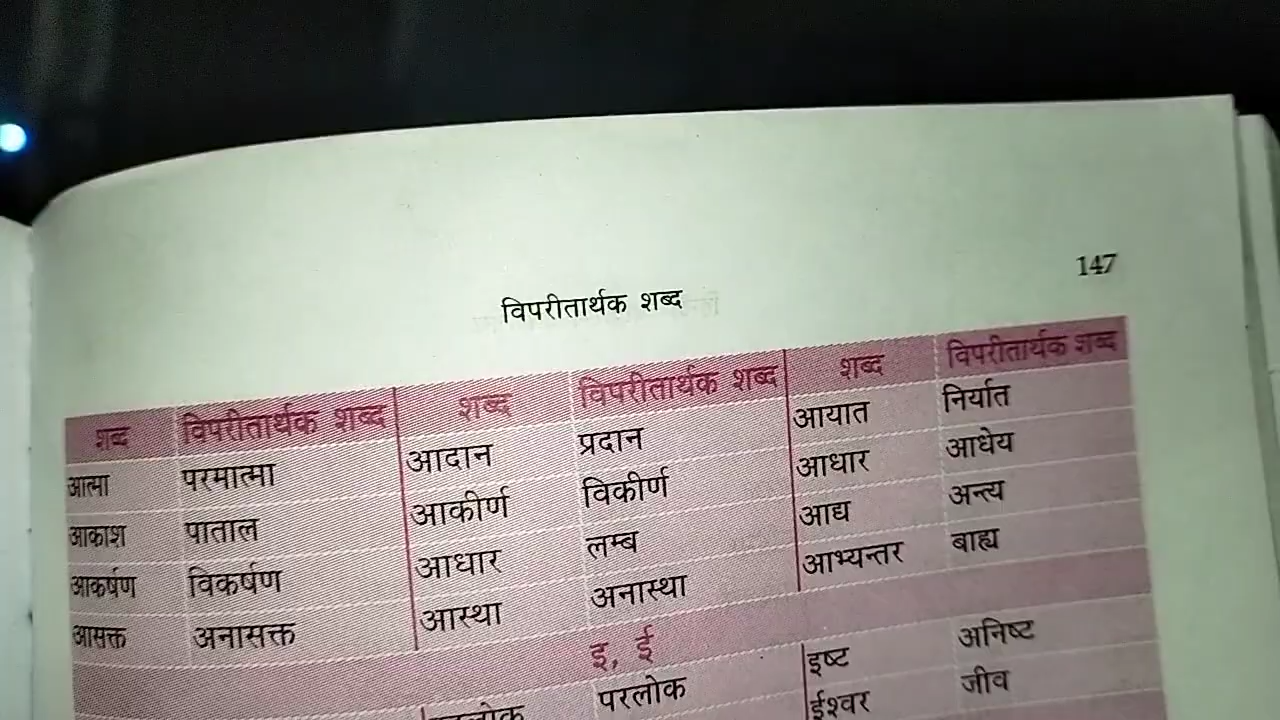 147
विपरीतार्थक शब्द
शब्द विपरीतार्थक शब्द शब्द विपरीतार्थक शब्द शब्द विपरीतार्थक शब्द
आत्मा परमात्मा आदान प्रदान आयात निर्यात
आकाश पाताल आकीर्ण विकीर्ण आधार आधेय
आकर्षण विकर्षण आधार लम्ब आद्य अन्त्य
आसक्त अनासक्त आस्था अनास्था आभ्यन्तर बाह्य
इ, ई
परलोक इष्ट अनिष्ट
ईश्वर जीव